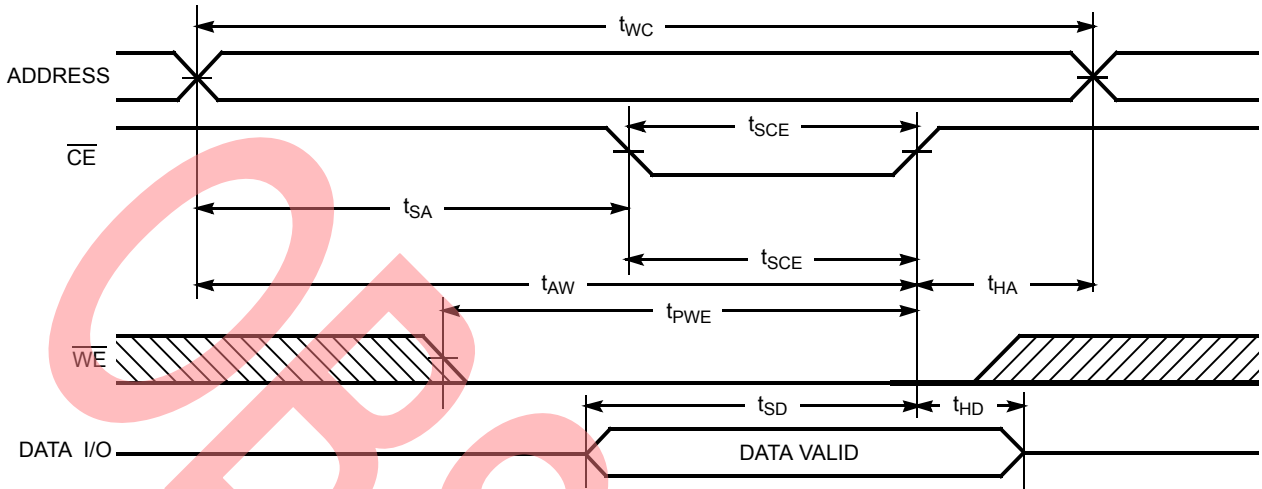 tWC
ADDRESS
CE
tSCE
tSA
tSCE
tAW
tHA
tPWE
WE
tSD
tHD
DATA I/O
DATA VALID